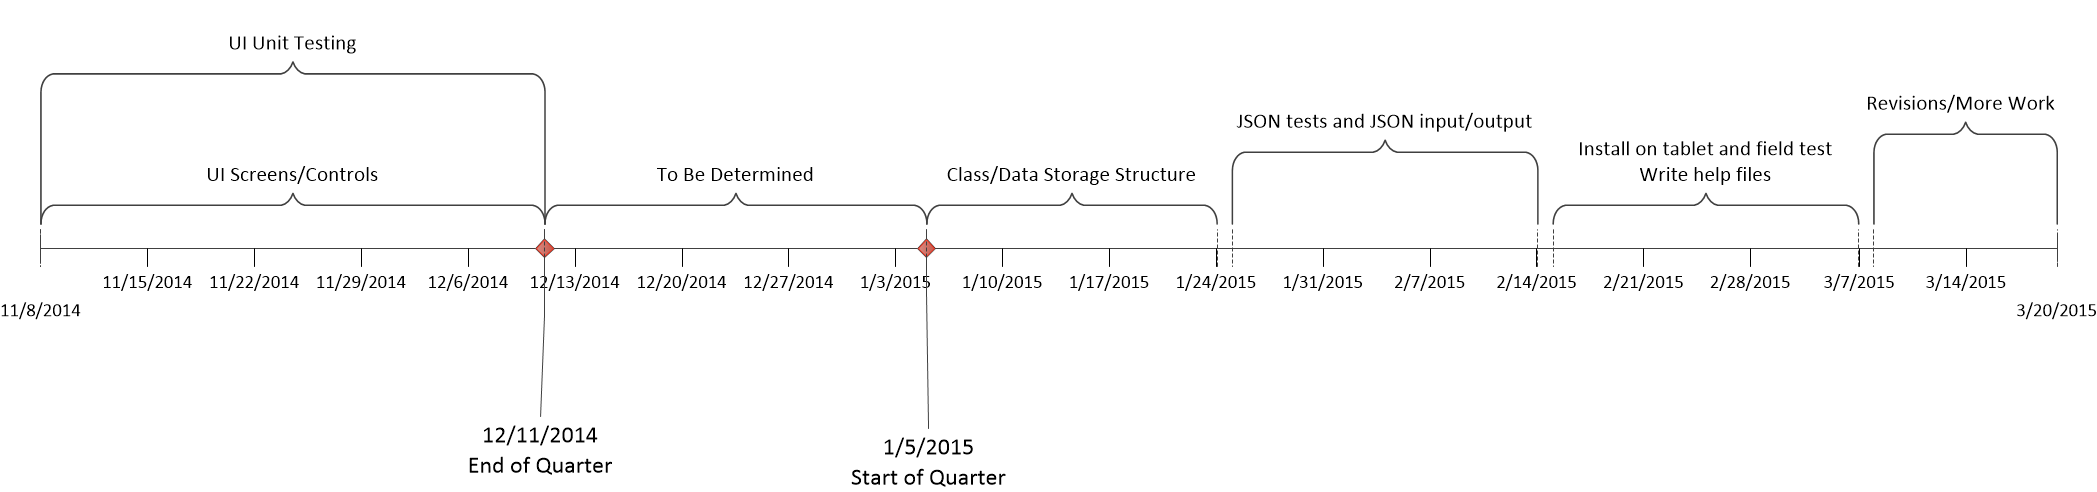 UI Unit Testing
UI Screens/Controls
To Be Determined
Class/Data Storage Structure
JSON tests and JSON input/output
Install on tablet and field test
Write help files
Revisions/More Work
11/8/2014
11/15/2014
11/22/2014
11/29/2014
12/6/2014
12/13/2014
12/20/2014
12/27/2014
1/3/2015
1/10/2015
1/17/2015
1/24/2015
1/31/2015
2/7/2015
2/14/2015
2/21/2015
2/28/2015
3/7/2015
3/14/2015
3/20/2015
12/11/2014
End of Quarter
1/5/2015
Start of Quarter